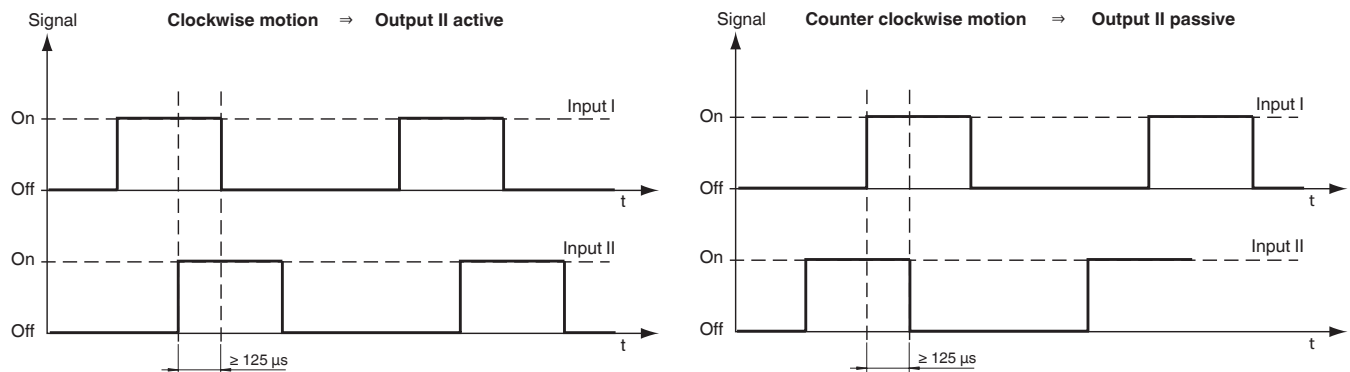 Signal
Clockwise motion ⇒ Output II active
Input I
On
Off
t
Input II
On
Off
t
≥ 125 µs
Signal
Counter clockwise motion ⇒ Output II passive
Input I
On
Off
t
Input II
On
Off
t
≥ 125 µs